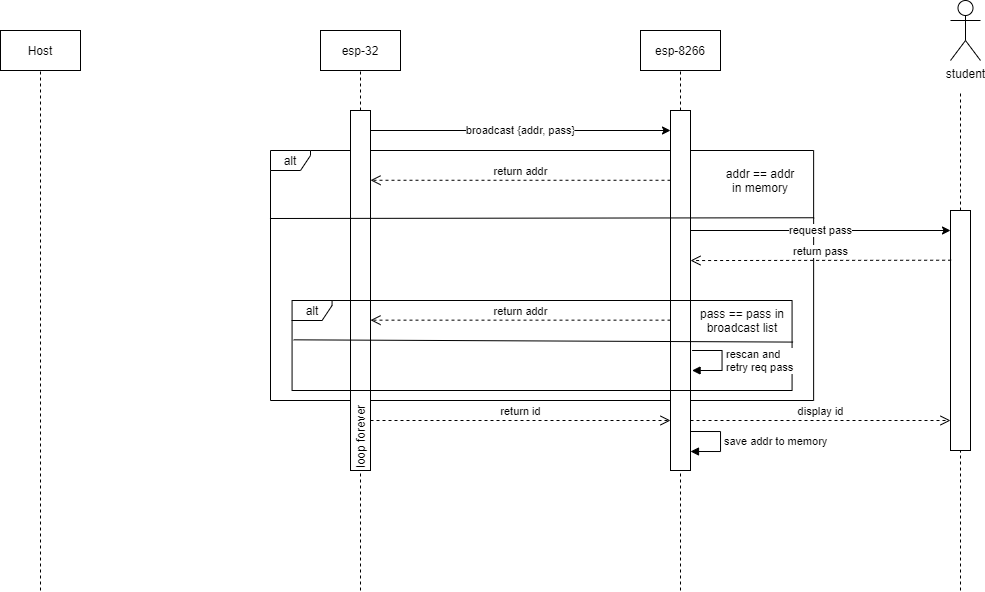 Host
esp-32
esp-8266
student
broadcast {addr, pass}
alt
return addr
addr == addr
in memory
request pass
return pass
alt
return addr
pass == pass in
broadcast list
rescan and
retry req pass
loop forever
return id
display id
save addr to memory